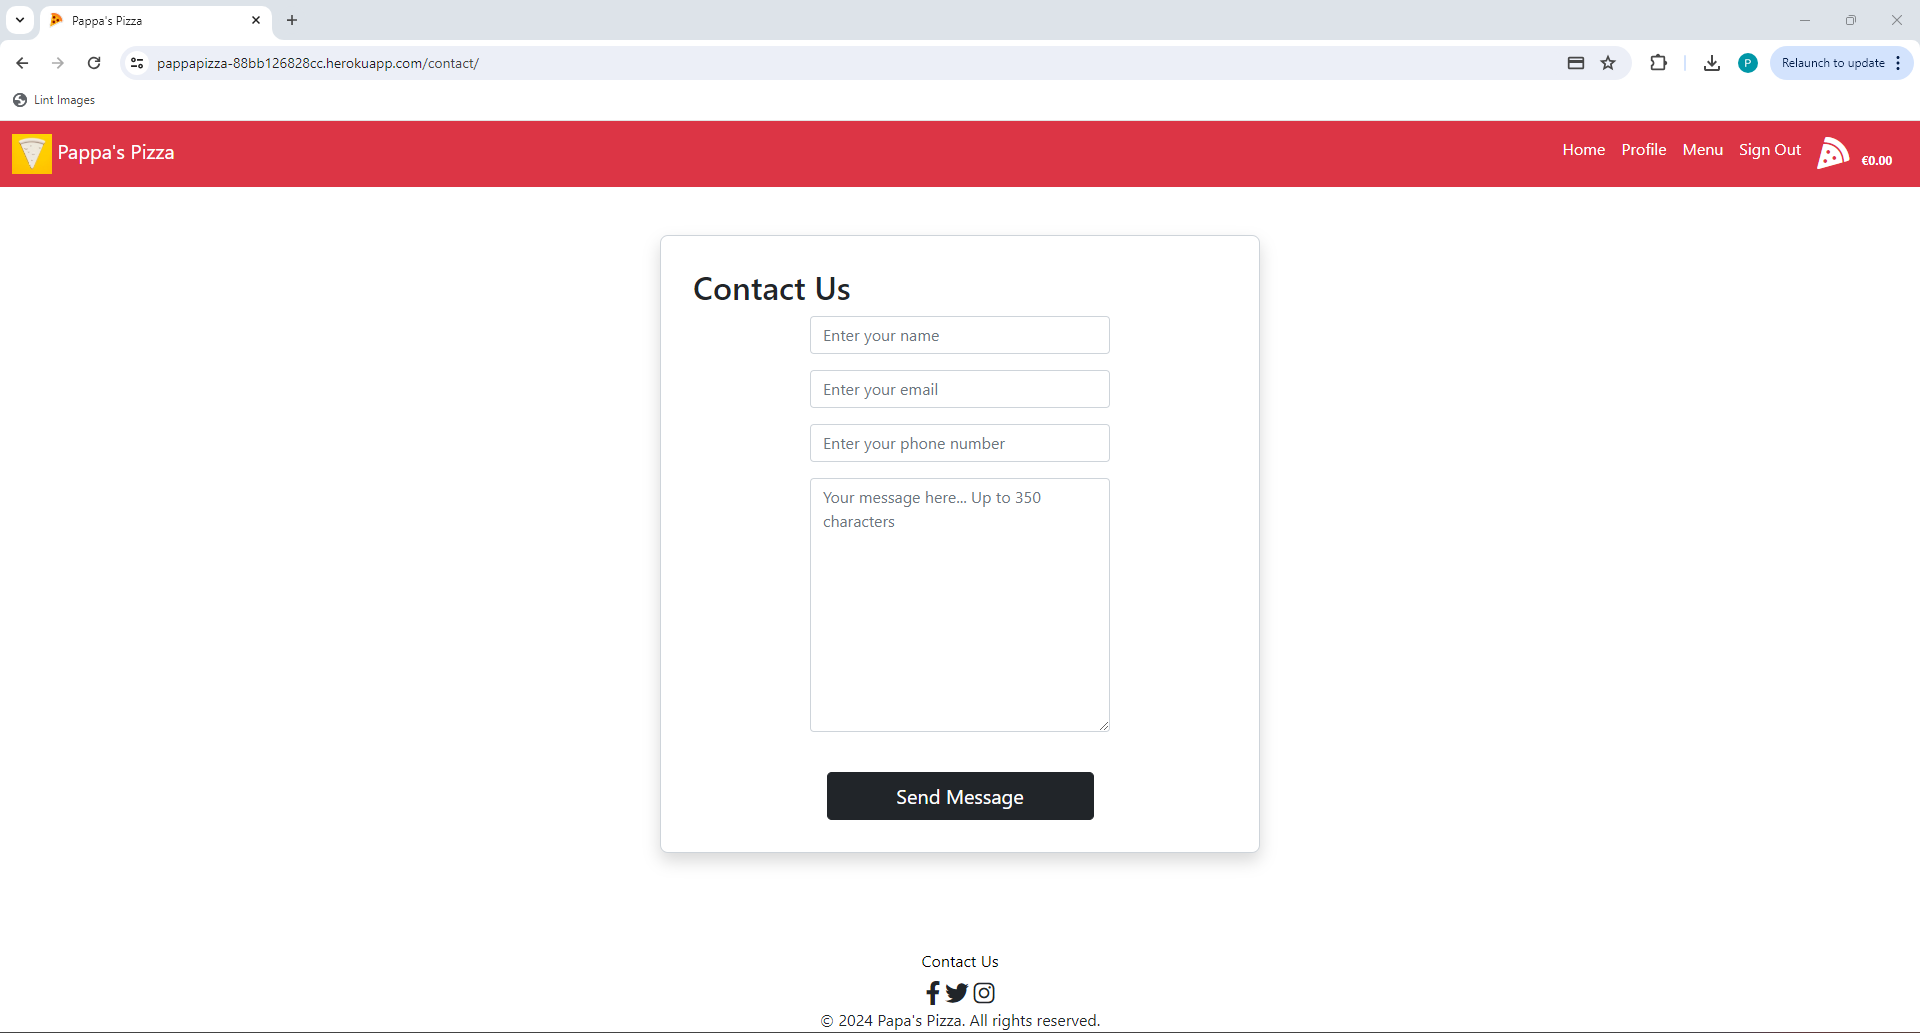 Pappa's Pizza
pappapizza-88bb126828cc.herokuapp.com/contact/
P
Relaunch to update
Lint Images
Pappa's Pizza
Home Profile Menu Sign Out €0.00
Contact Us
Enter your name
Enter your email
Enter your phone number
Your message here... Up to 350
characters
Send Message
Contact Us
© 2024 Papa's Pizza. All rights reserved.